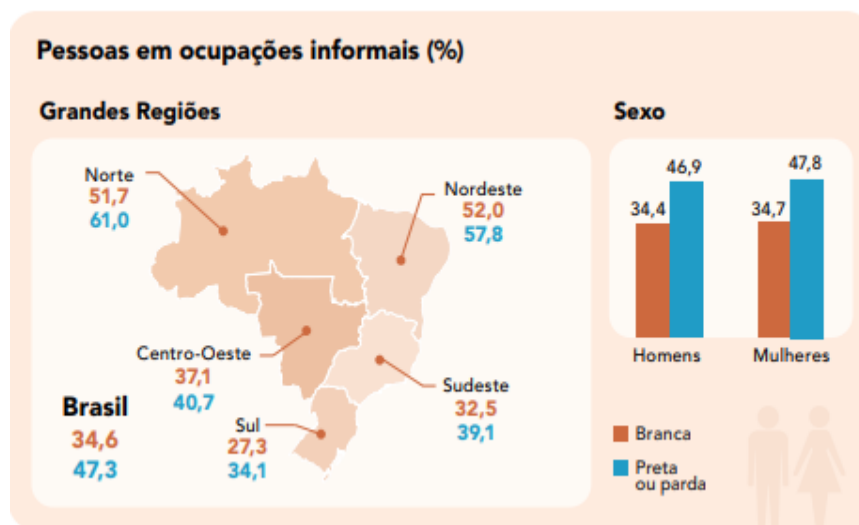 Pessoas em ocupações informais (%)
Grandes Regiões
Norte
51,7
61,0
Nordeste
52,0
57,8
Centro-Oeste
37,1
40,7
Sudeste
32,5
39,1
Sul
27,3
34,1
Brasil
34,6
47,3
Sexo
34,4
46,9
34,7
47,8
Homens
Mulheres
Branca
Preta
ou parda